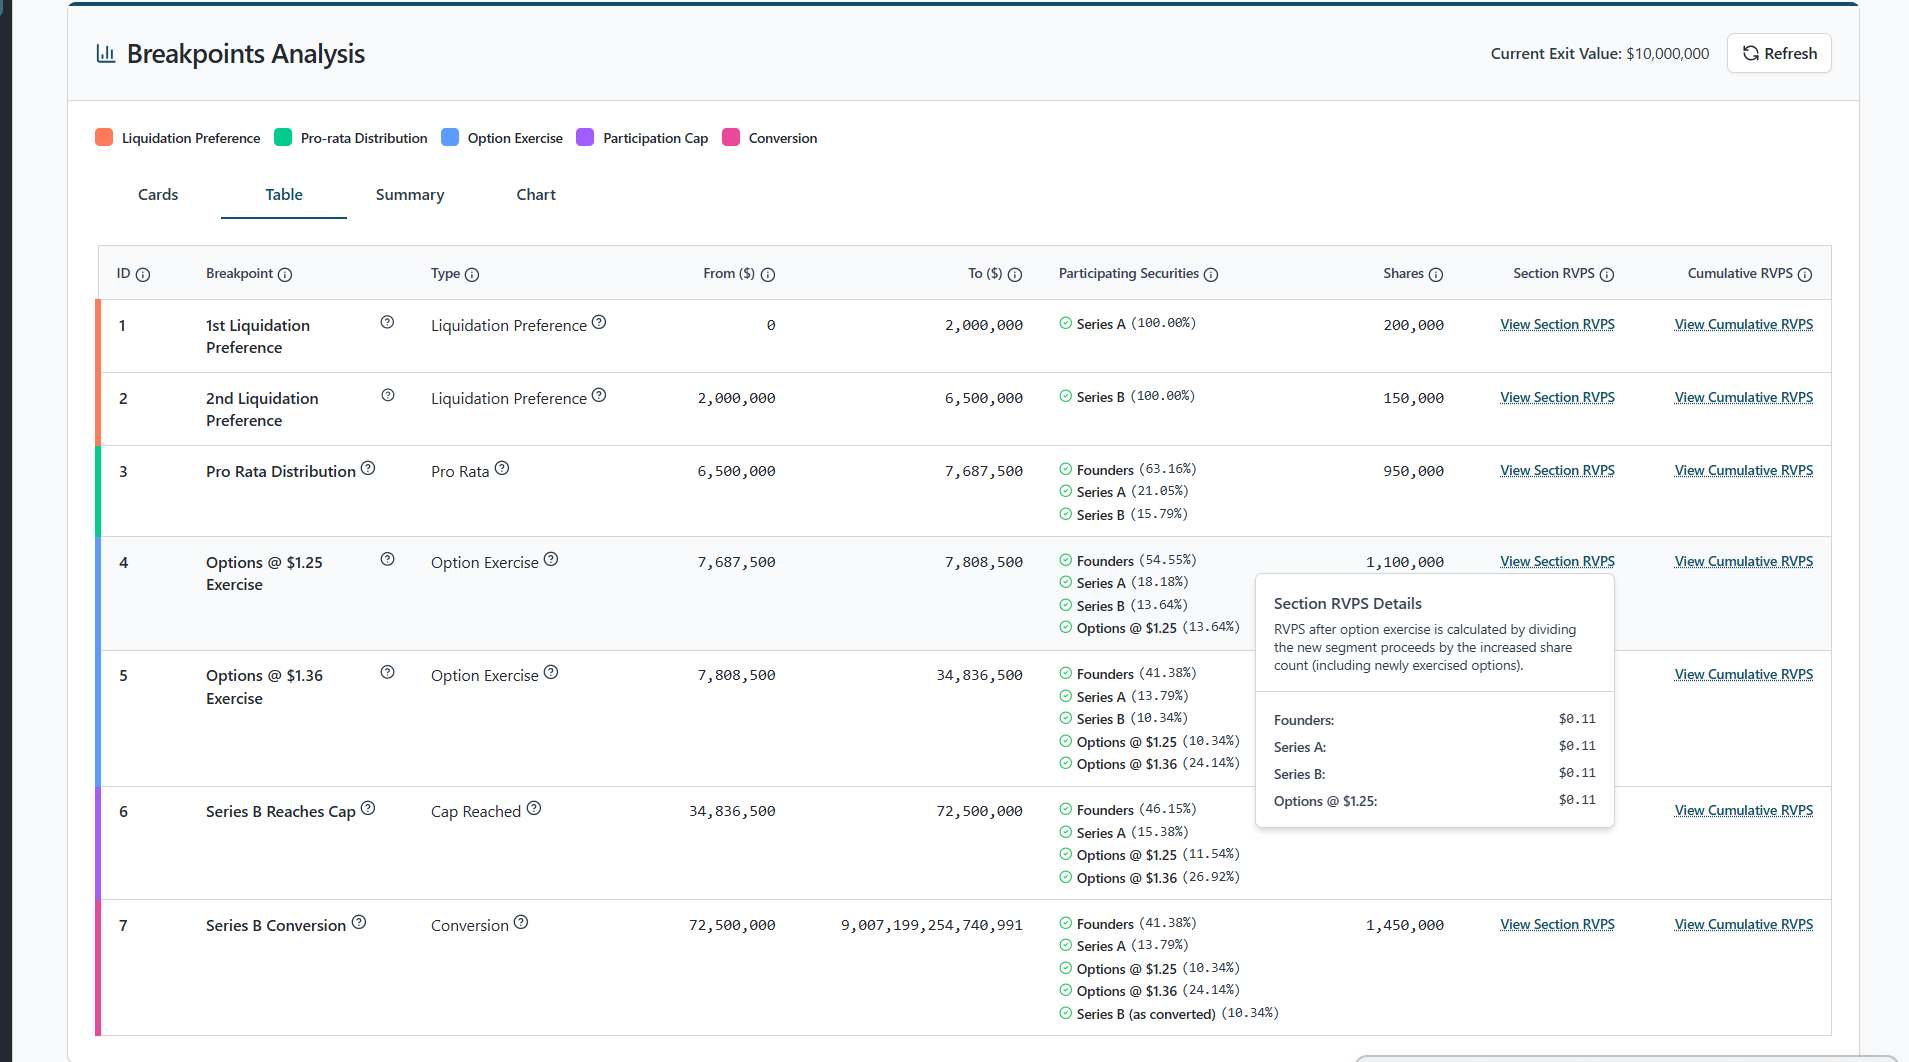 Breakpoints Analysis
Current Exit Value: $10,000,000
Refresh
Liquidation Preference
Pro-rata Distribution
Option Exercise
Participation Cap
Conversion
Cards
Table
Summary
Chart
ID
Breakpoint
Type
From ($)
To ($)
Participating Securities
Shares
Section RVPS
Cumulative RVPS
1
1st Liquidation
Preference
Liquidation Preference
0
2,000,000
Series A (100.00%)
200,000
View Section RVPS
View Cumulative RVPS
2
2nd Liquidation
Preference
Liquidation Preference
2,000,000
6,500,000
Series B (100.00%)
150,000
View Section RVPS
View Cumulative RVPS
3
Pro Rata Distribution
Pro Rata
6,500,000
7,687,500
Founders (63.16%)
Series A (21.05%)
Series B (15.79%)
950,000
View Section RVPS
View Cumulative RVPS
4
Options @ $1.25
Exercise
Option Exercise
7,687,500
7,808,500
Founders (54.55%)
Series A (18.18%)
Series B (13.64%)
Options @ $1.25 (13.64%)
1,100,000
View Section RVPS
View Cumulative RVPS
Section RVPS Details
RVPS after option exercise is calculated by dividing
the new segment proceeds by the increased share
count (including newly exercised options).
Founders: $0.11
Series A: $0.11
Series B: $0.11
Options @ $1.25: $0.11
5
Options @ $1.36
Exercise
Option Exercise
7,808,500
34,836,500
Founders (41.38%)
Series A (13.79%)
Series B (10.34%)
Options @ $1.25 (10.34%)
Options @ $1.36 (24.14%)
View Cumulative RVPS
6
Series B Reaches Cap
Cap Reached
34,836,500
72,500,000
Founders (46.15%)
Series A (15.38%)
Options @ $1.25 (11.54%)
Options @ $1.36 (26.92%)
View Cumulative RVPS
7
Series B Conversion
Conversion
72,500,000
9,007,199,254,740,991
Founders (41.38%)
Series A (13.79%)
Options @ $1.25 (10.34%)
Options @ $1.36 (24.14%)
Series B (as converted) (10.34%)
1,450,000
View Section RVPS
View Cumulative RVPS